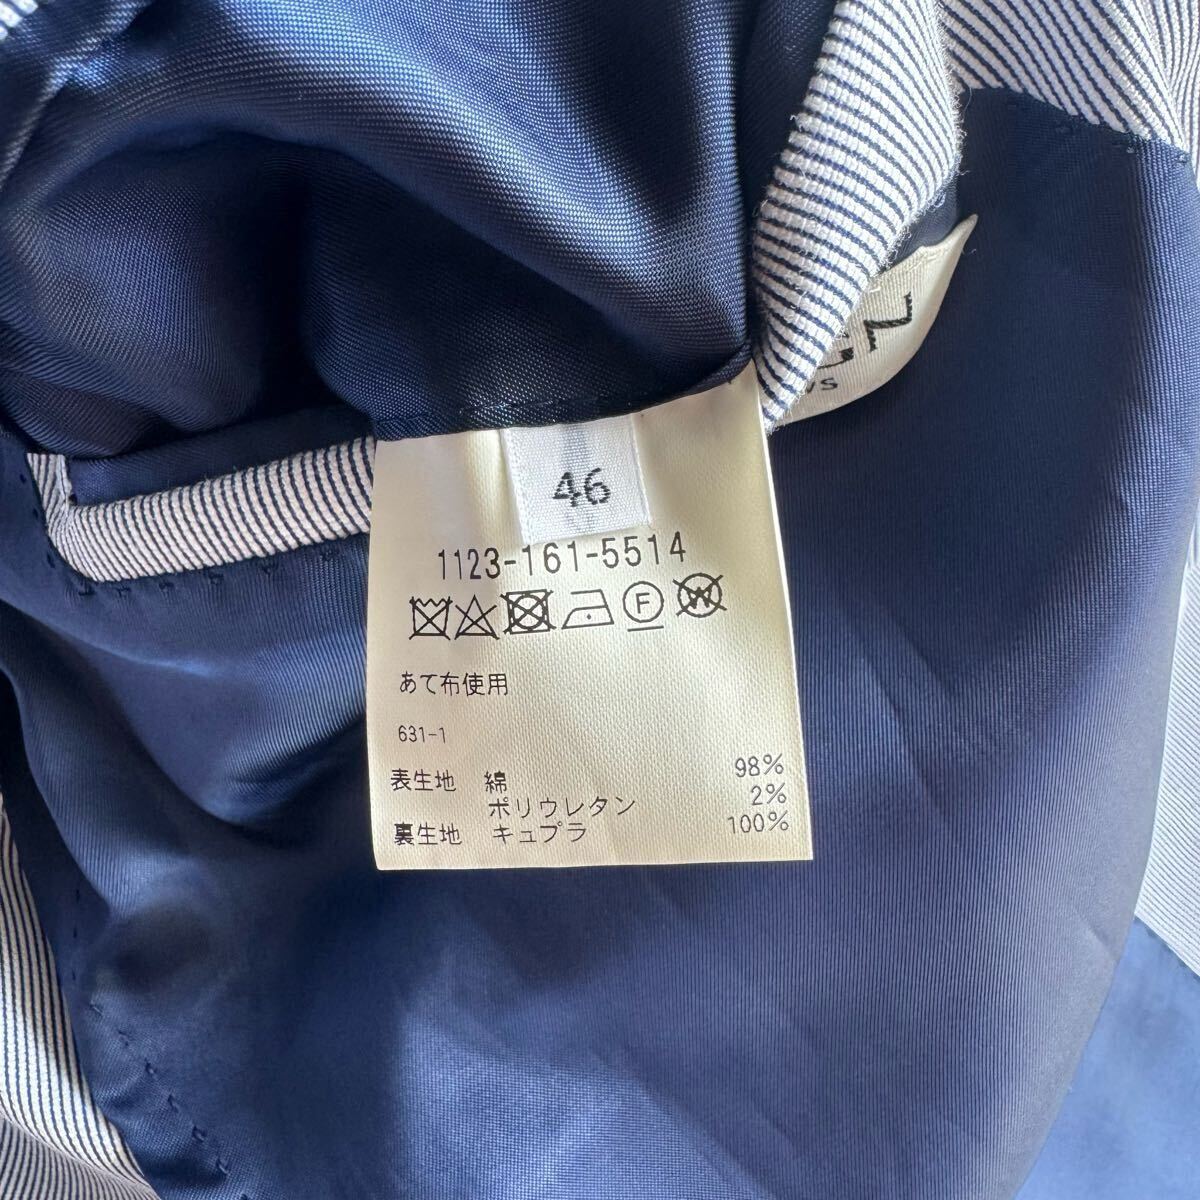 46
1123-161-5514
F W
あて布使用
631-1
表生地 綿 98%
ポリウレタン 2%
裏生地 キュプラ 100%